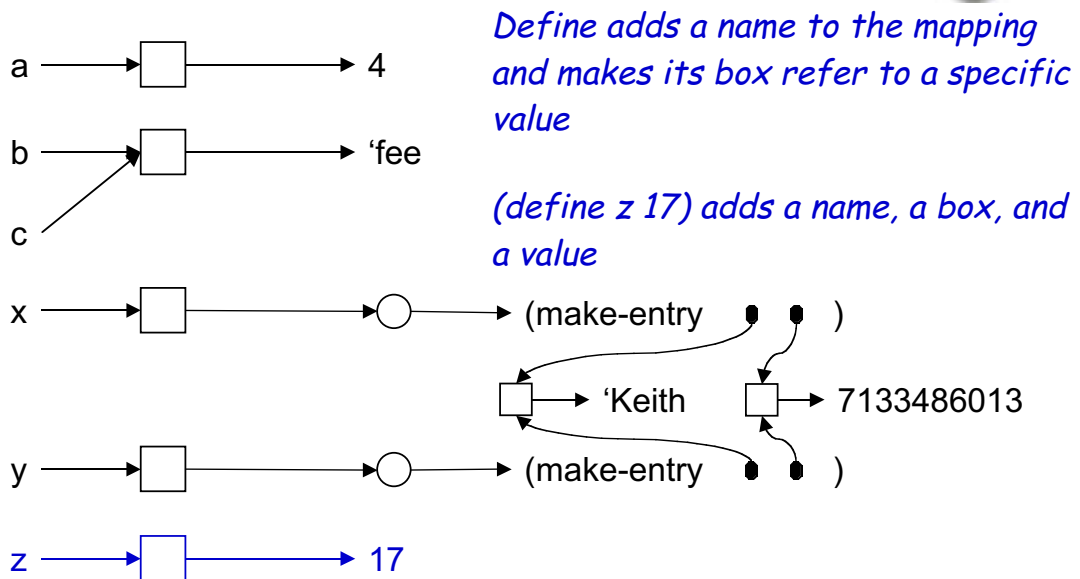 Define adds a name to the mapping
and makes its box refer to a specific
value
a 4
b ‘fee
c
(define z 17) adds a name, a box, and
a value
x (make-entry )
‘Keith 7133486013
y (make-entry )
z 17